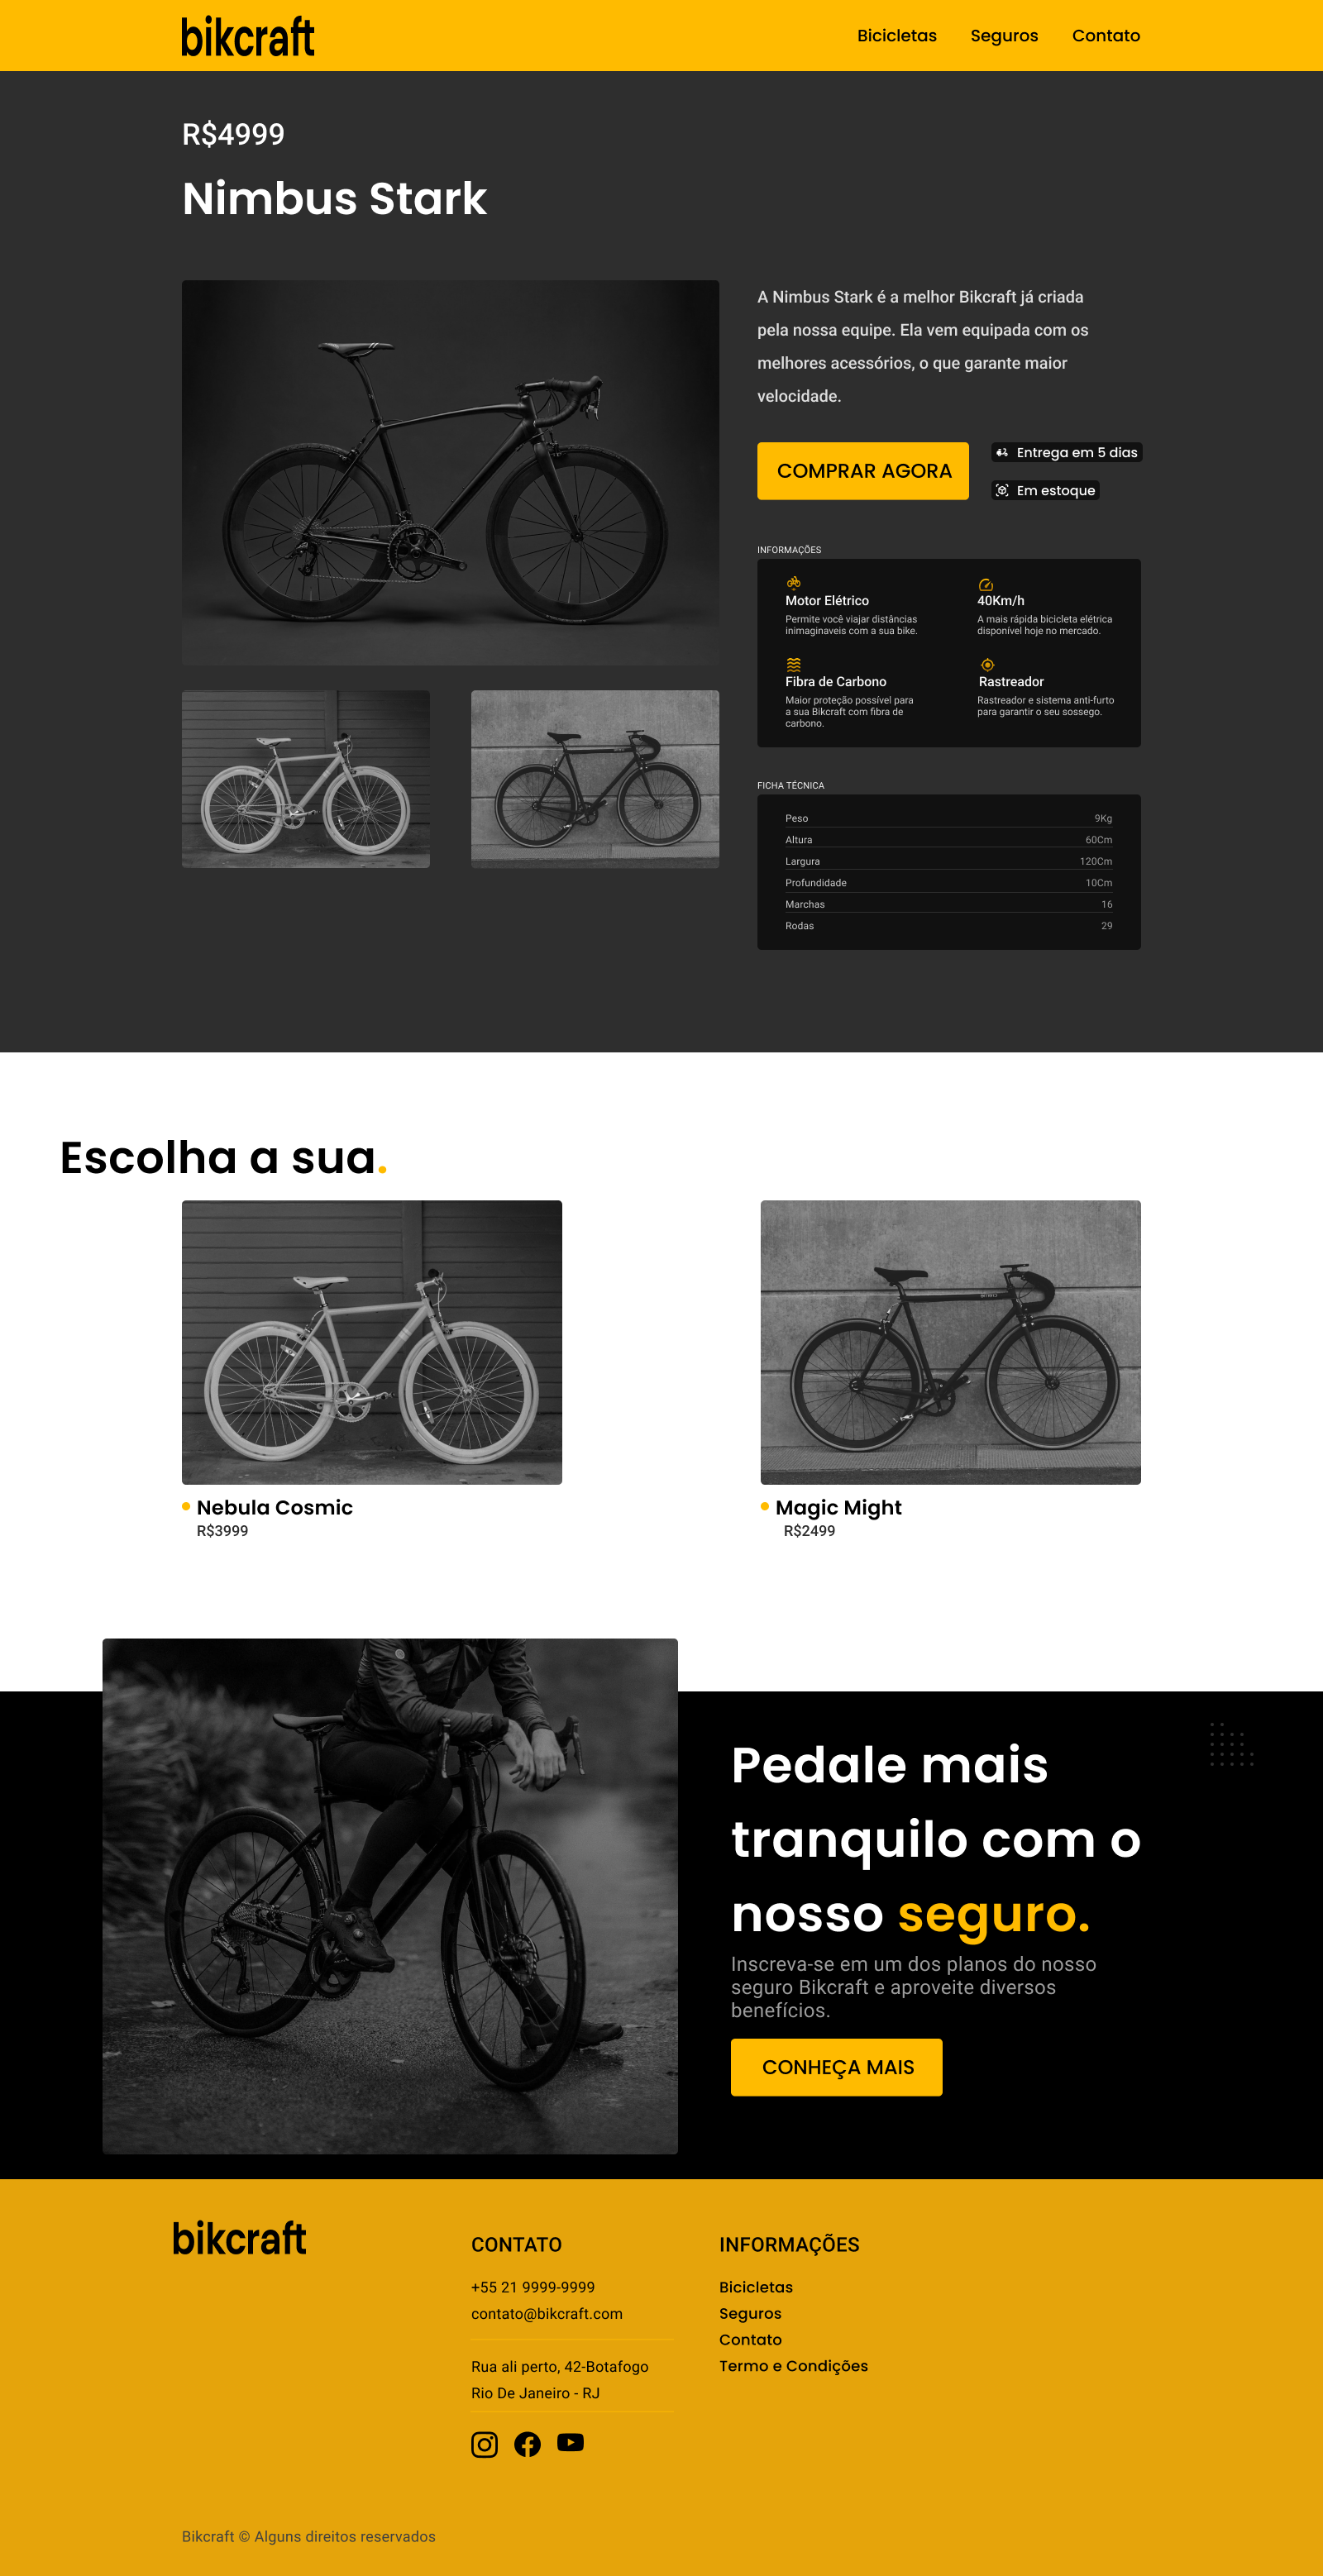 bikcraft
Bicicletas
Seguros
Contato
R$4999
Nimbus Stark
A Nimbus Stark é a melhor Bikcraft já criada
pela nossa equipe. Ela vem equipada com os
melhores acessórios, o que garante maior
velocidade.
COMPRAR AGORA
Entrega em 5 dias
Em estoque
INFORMAÇÕES
Motor Elétrico
Permite você viajar distâncias
inimaginaveis com a sua bike.
40Km/h
A mais rápida bicicleta elétrica
disponível hoje no mercado.
Fibra de Carbono
Maior proteção possível para
a sua Bikcraft com fibra de
carbono.
Rastreador
Rastreador e sistema anti-furto
para garantir o seu sossego.
FICHA TÉCNICA
Peso 9Kg
Altura 60Cm
Largura 120Cm
Profundidade 10Cm
Marchas 16
Rodas 29
Escolha a sua.
Nebula Cosmic
R$3999
Magic Might
R$2499
Pedale mais
tranquilo com o
nosso seguro.
Inscreva-se em um dos planos do nosso
seguro Bikcraft e aproveite diversos
benefícios.
CONHEÇA MAIS
bikcraft
CONTATO
+55 21 9999-9999
contato@bikcraft.com
Rua ali perto, 42-Botafogo
Rio De Janeiro - RJ
INFORMAÇÕES
Bicicletas
Seguros
Contato
Termo e Condições
Bikcraft © Alguns direitos reservados